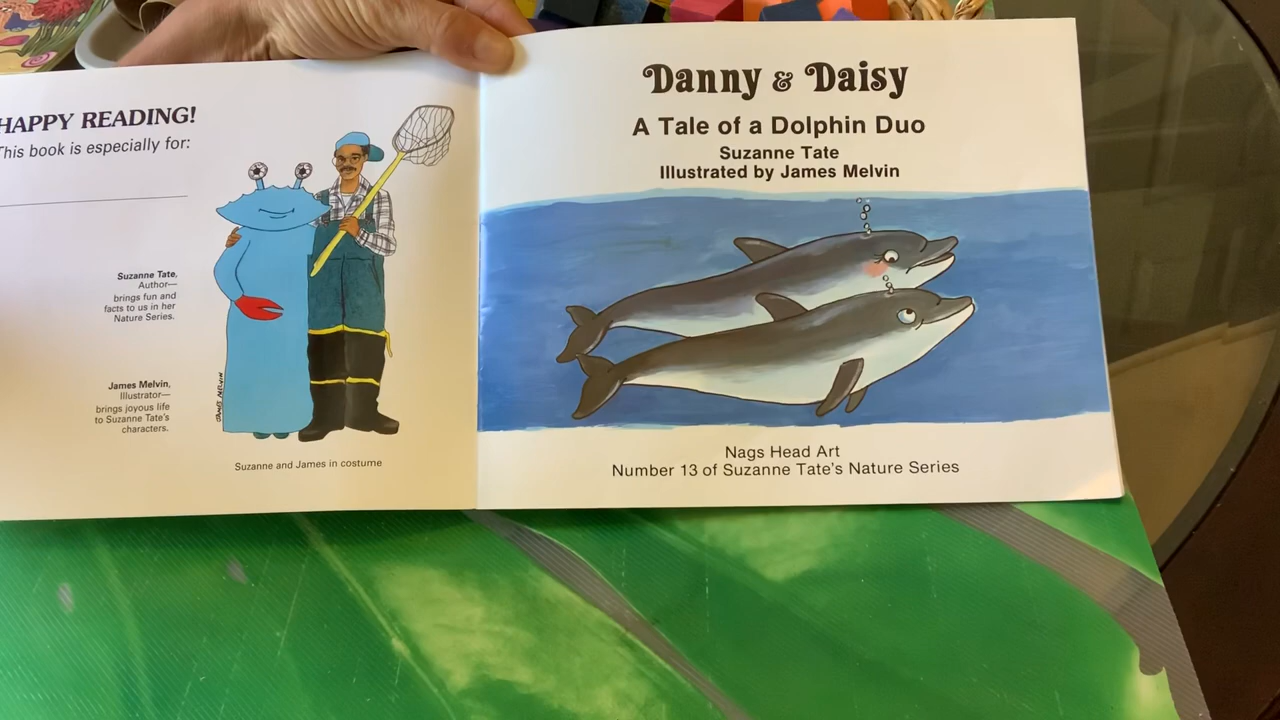 HAPPY READING!
This book is especially for:
Suzanne Tate,
Author—
brings fun and
facts to us in her
Nature Series.
James Melvin,
Illustrator—
brings joyous life
to Suzanne Tate's
characters.
JAMES MELVIN
Suzanne and James in costume
Danny & Daisy
A Tale of a Dolphin Duo
Suzanne Tate
Illustrated by James Melvin
Nags Head Art
Number 13 of Suzanne Tate's Nature Series